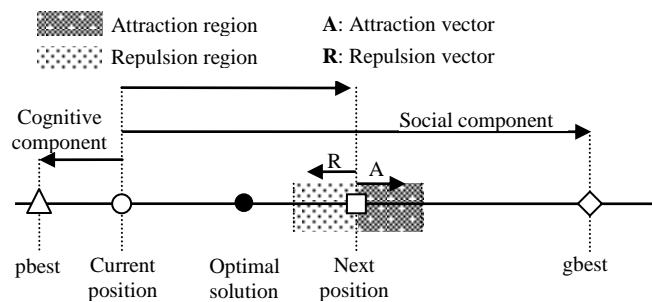 Attraction region
A: Attraction vector
Repulsion region
R: Repulsion vector
Cognitive
component
Social component
R
A
pbest
Current
position
Optimal
solution
Next
position
gbest